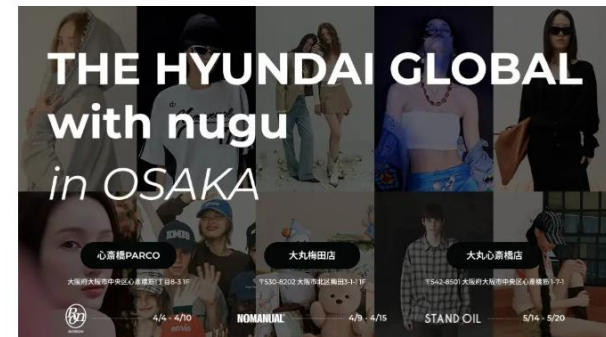 THE HYUNDAI GLOBAL
with nugu
in OSAKA
心斎橋PARCO
大丸梅田店
大丸心斎橋店
大阪府大阪市中央区心斎橋筋1丁目8-3 1F
〒530-8202 大阪市北区梅田3-1-1 1F
〒542-8501 大阪府大阪市中央区心斎橋筋1-7-1
4/4 - 4/10
NOMANUAL
4/9 - 4/15
STAND OIL
5/14 - 5/20